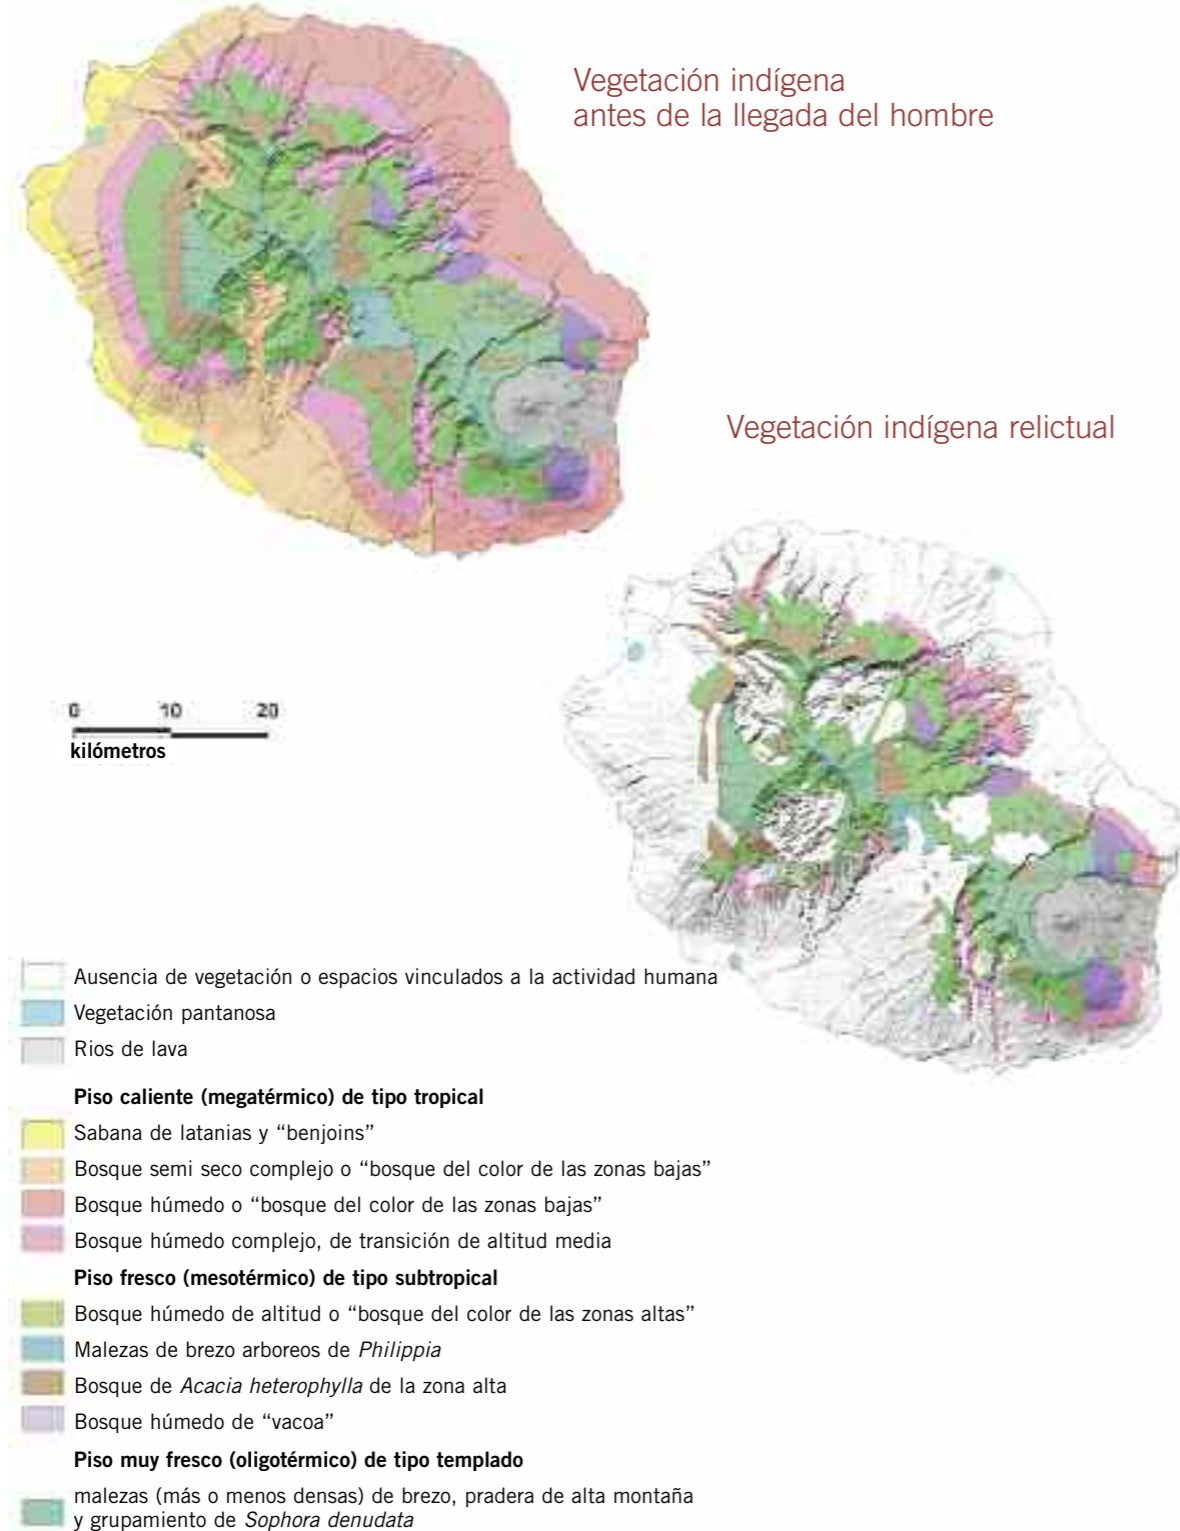 Vegetación indígena
antes de la llegada del hombre
Vegetación indígena relictual
0 10 20
kilómetros
Ausencia de vegetación o espacios vinculados a la actividad humana
Vegetación pantanosa
Rios de lava
Piso caliente (megatérmico) de tipo tropical
Sabana de latanias y “benjoins”
Bosque semi seco complejo o “bosque del color de las zonas bajas”
Bosque húmedo o “bosque del color de las zonas bajas”
Bosque húmedo complejo, de transición de altitud media
Piso fresco (mesotérmico) de tipo subtropical
Bosque húmedo de altitud o “bosque del color de las zonas altas”
Malezas de brezo arboreos de Philippia
Bosque de Acacia heterophylla de la zona alta
Bosque húmedo de “vacoa”
Piso muy fresco (oligotérmico) de tipo templado
malezas (más o menos densas) de brezo, pradera de alta montaña
y grupamiento de Sophora denudata